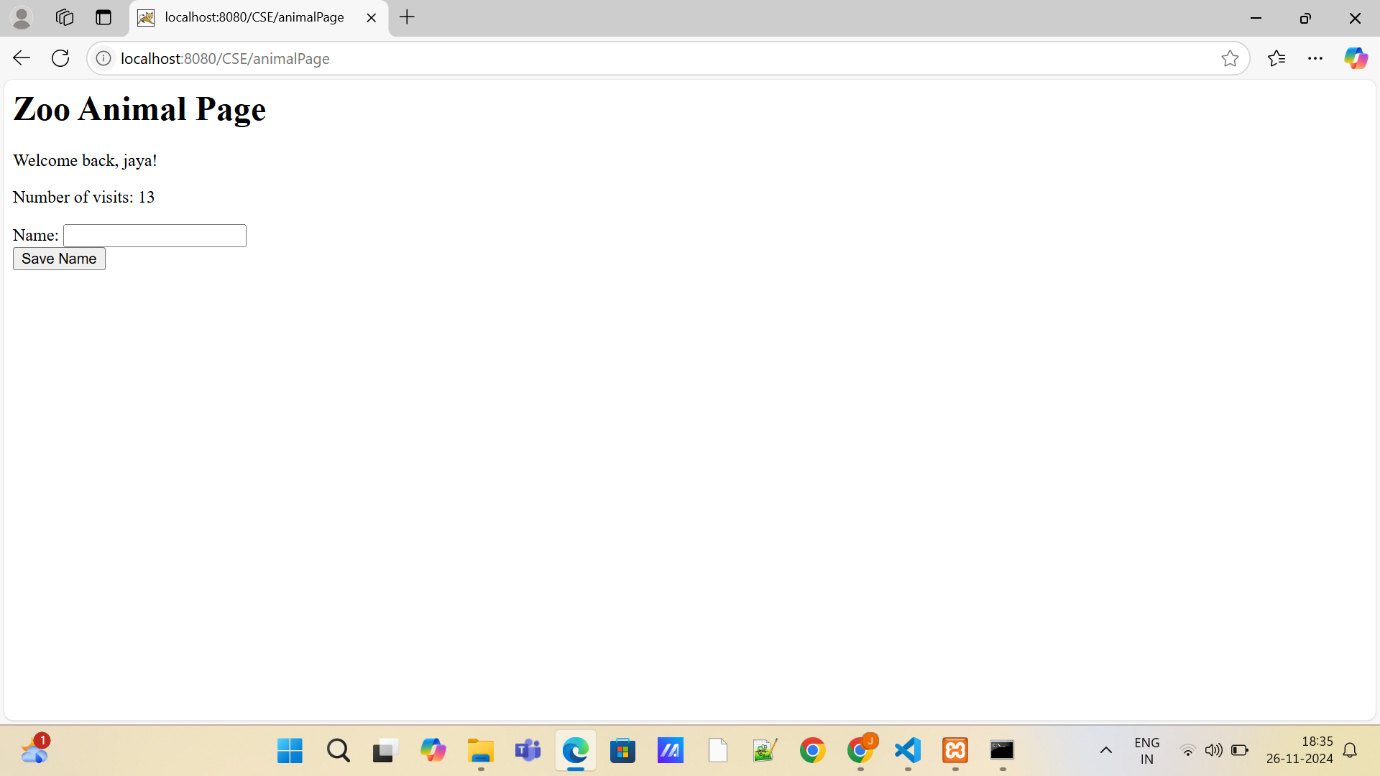 localhost:8080/CSE/animalPage
localhost:8080/CSE/animalPage
Zoo Animal Page
Welcome back, jaya!
Number of visits: 13
Name:
Save Name
1
J
ENG
IN
18:35
26-11-2024